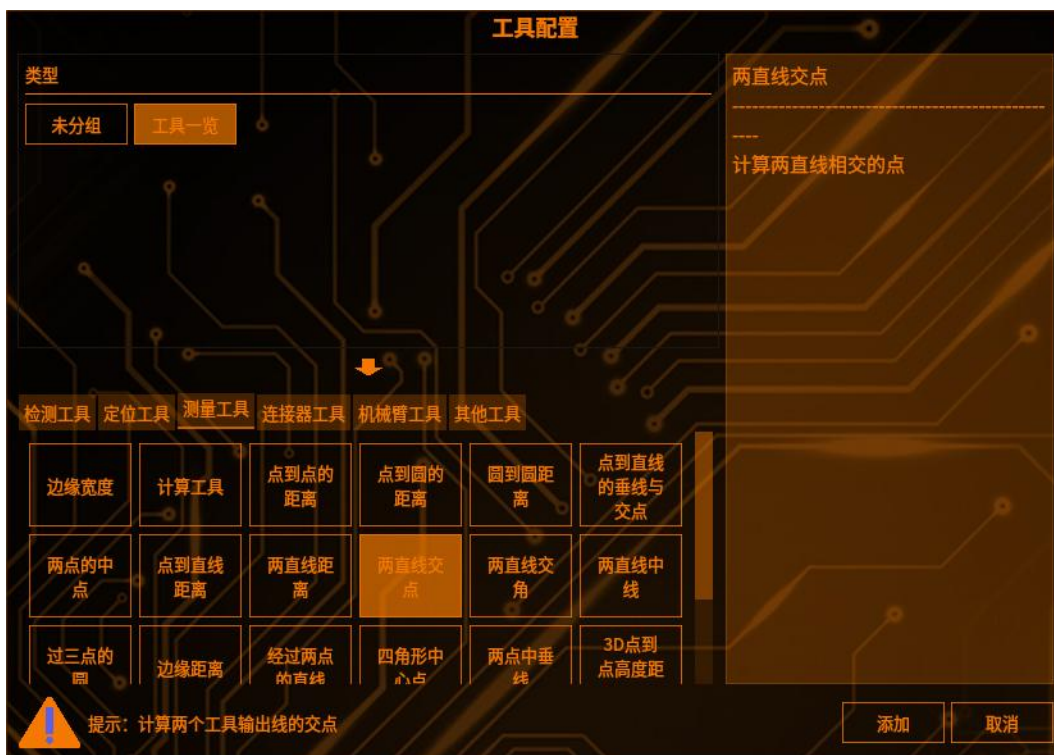 工具配置
类型
未分组
工具一览
两直线交点
----------------------------------------------
----
计算两直线相交的点
检测工具
定位工具
测量工具
连接器工具
机械臂工具
其他工具
边缘宽度
计算工具
点到点的
距离
点到圆的
距离
圆到圆距
离
点到直线
的垂线与
交点
两点的中
点
点到直线
距离
两直线距
离
两直线交
点
两直线交
角
两直线中
线
过三点的
圆
边缘距离
经过两点
的直线
四角形中
心点
两点中垂
线
3D点到
点高度距
提示：计算两个工具输出线的交点
添加
取消